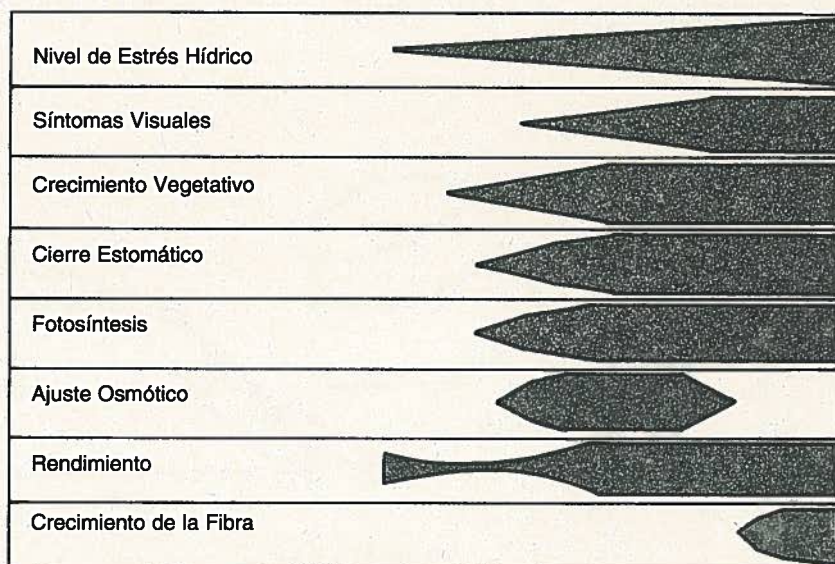 Nivel de Estrés Hídrico
Síntomas Visuales
Crecimiento Vegetativo
Cierre Estomático
Fotosíntesis
Ajuste Osmótico
Rendimiento
Crecimiento de la Fibra